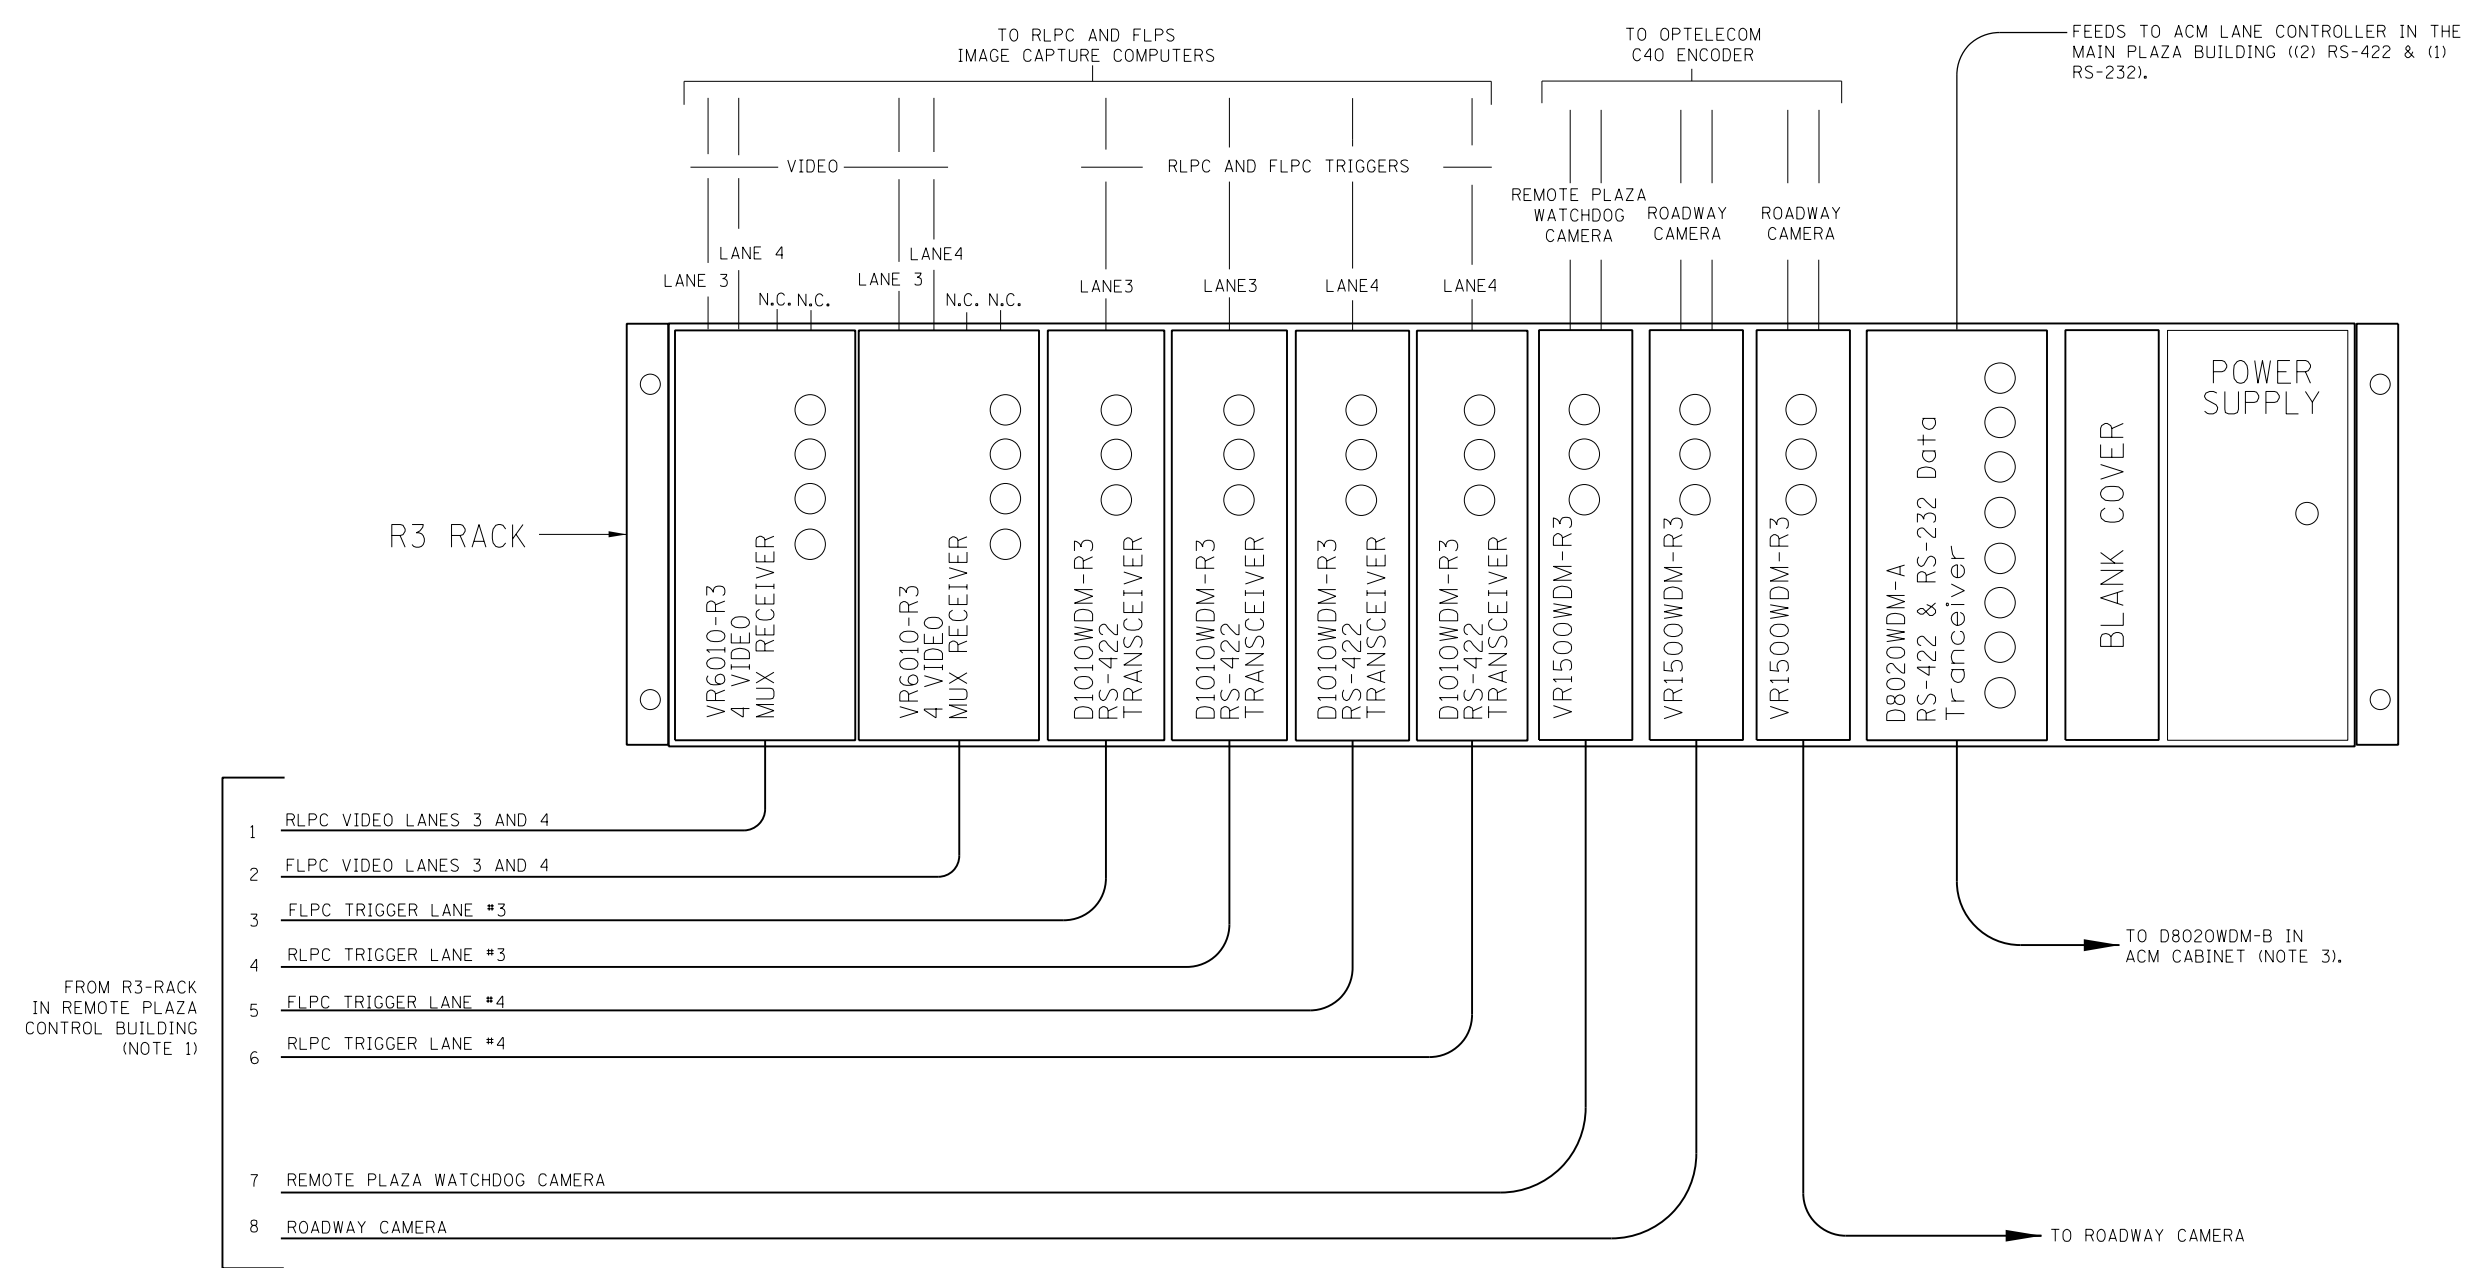 TO RLPC AND FLPS
IMAGE CAPTURE COMPUTERS
TO OPTELECOM
C40 ENCODER
FEEDS TO ACM LANE CONTROLLER IN THE
MAIN PLAZA BUILDING ((2) RS-422 & (1)
RS-232).
VIDEO
RLPC AND FLPC TRIGGERS
REMOTE PLAZA
WATCHDOG
CAMERA
ROADWAY
CAMERA
ROADWAY
CAMERA
LANE 3
LANE 4
N.C.
N.C.
LANE 3
LANE4
N.C.
N.C.
LANE3
LANE3
LANE4
LANE4
R3 RACK
VR6010-R3
4 VIDEO
MUX RECEIVER
VR6010-R3
4 VIDEO
MUX RECEIVER
D1010WDM-R3
RS-422
TRANSCEIVER
D1010WDM-R3
RS-422
TRANSCEIVER
D1010WDM-R3
RS-422
TRANSCEIVER
D1010WDM-R3
RS-422
TRANSCEIVER
VR1500WDM-R3
VR1500WDM-R3
VR1500WDM-R3
D8020WDM-A
RS-422 & RS-232 Data
Tranceiver
BLANK COVER
POWER
SUPPLY
FROM R3-RACK
IN REMOTE PLAZA
CONTROL BUILDING
(NOTE 1)
1 RLPC VIDEO LANES 3 AND 4
2 FLPC VIDEO LANES 3 AND 4
3 FLPC TRIGGER LANE #3
4 RLPC TRIGGER LANE #3
5 FLPC TRIGGER LANE #4
6 RLPC TRIGGER LANE #4
7 REMOTE PLAZA WATCHDOG CAMERA
8 ROADWAY CAMERA
TO D8020WDM-B IN
ACM CABINET (NOTE 3).
TO ROADWAY CAMERA